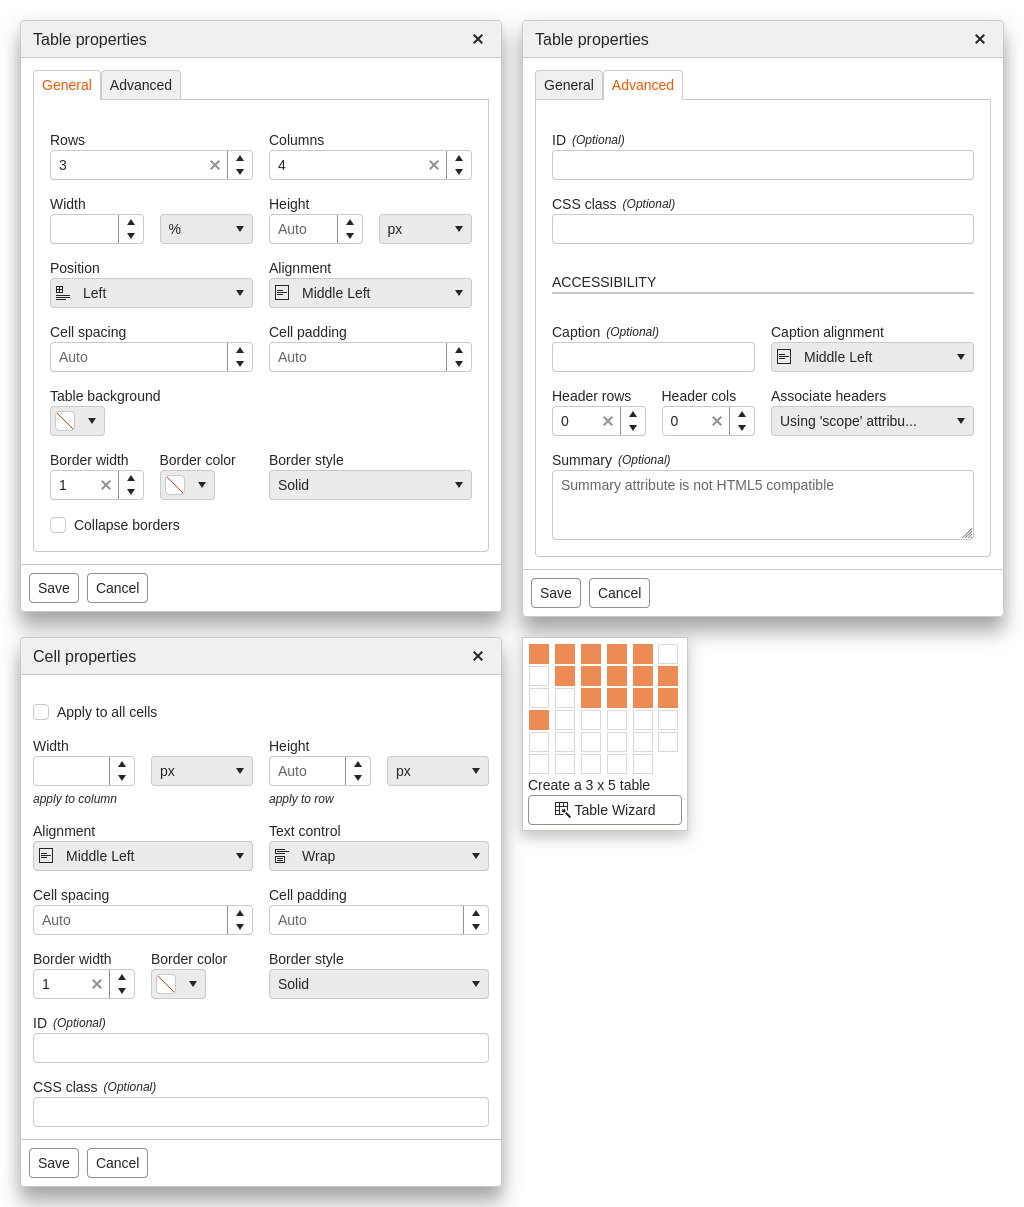 Table properties
General Advanced
Rows Columns
3 4
Width Height
% Auto px
Position Alignment
Left Middle Left
Cell spacing Cell padding
Auto Auto
Table background
Border width Border color Border style
1 Solid
Collapse borders
Save Cancel
Table properties
General Advanced
ID (Optional)
CSS class (Optional)
ACCESSIBILITY
Caption (Optional) Caption alignment
Middle Left
Header rows Header cols Associate headers
0 0 Using 'scope' attribu...
Summary (Optional)
Summary attribute is not HTML5 compatible
Save Cancel
Cell properties
Apply to all cells
Width Height
px Auto px
apply to column apply to row
Alignment Text control
Middle Left Wrap
Cell spacing Cell padding
Auto Auto
Border width Border color Border style
1 Solid
ID (Optional)
CSS class (Optional)
Save Cancel
Create a 3 x 5 table
Table Wizard